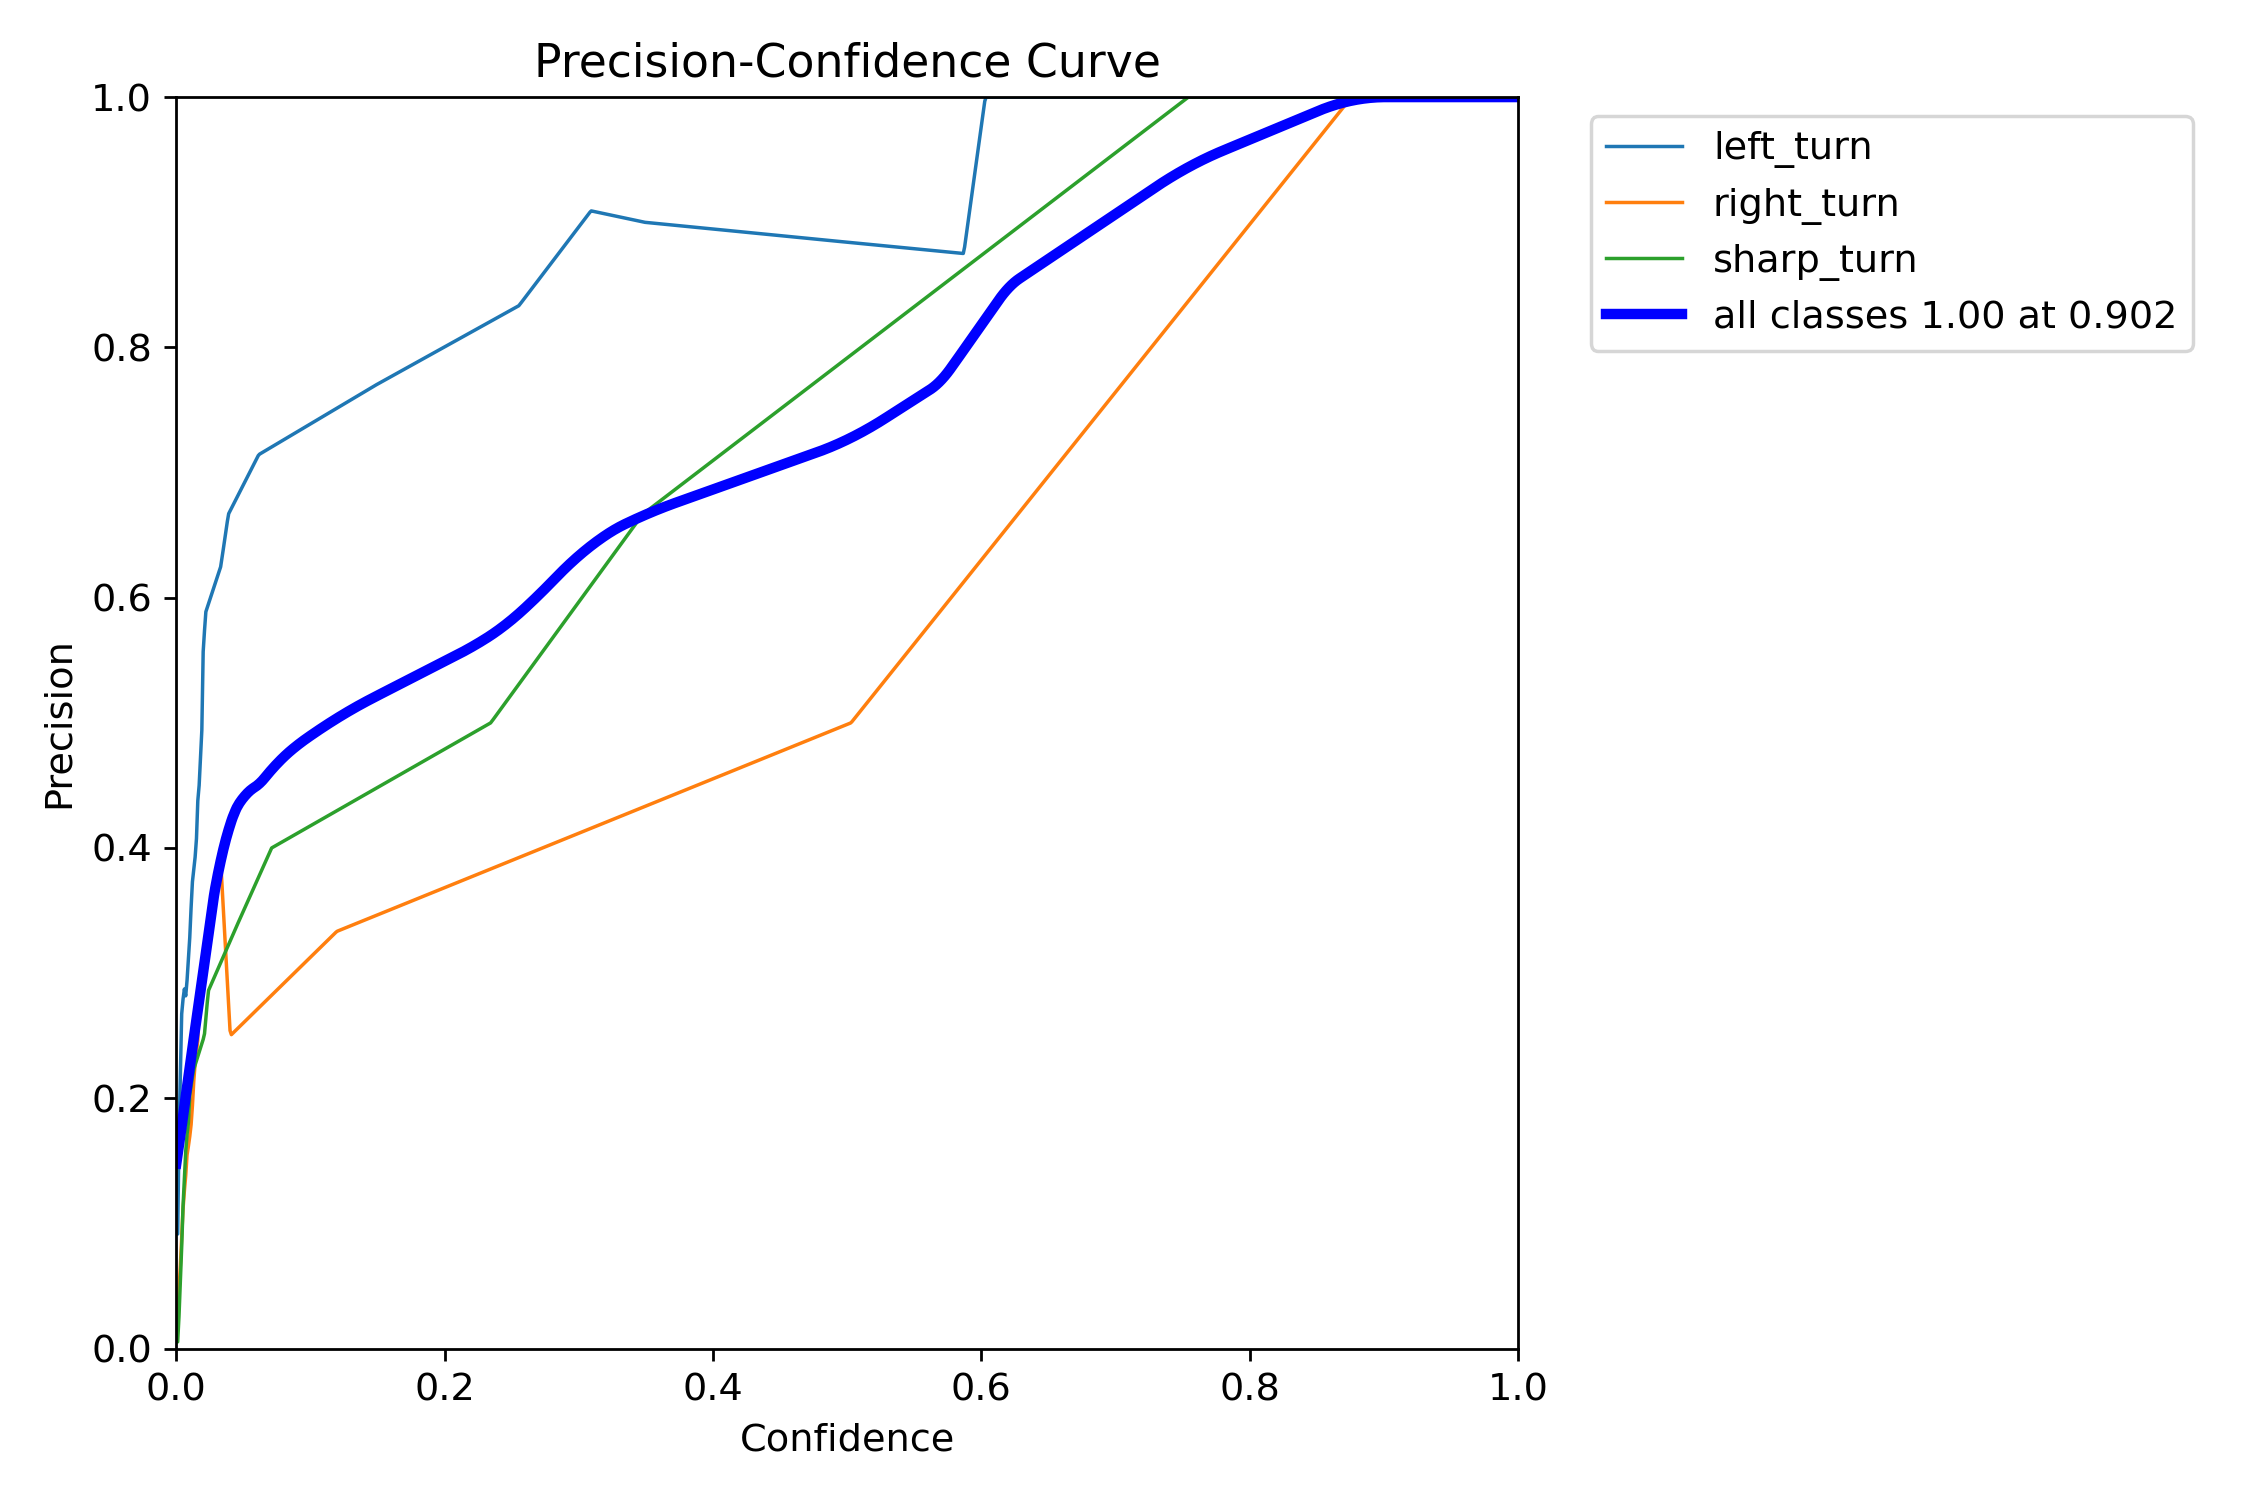 Precision-Confidence Curve
1.0
0.8
0.6
0.4
0.2
0.0
Precision
0.0 0.2 0.4 0.6 0.8 1.0
Confidence
left_turn
right_turn
sharp_turn
all classes 1.00 at 0.902